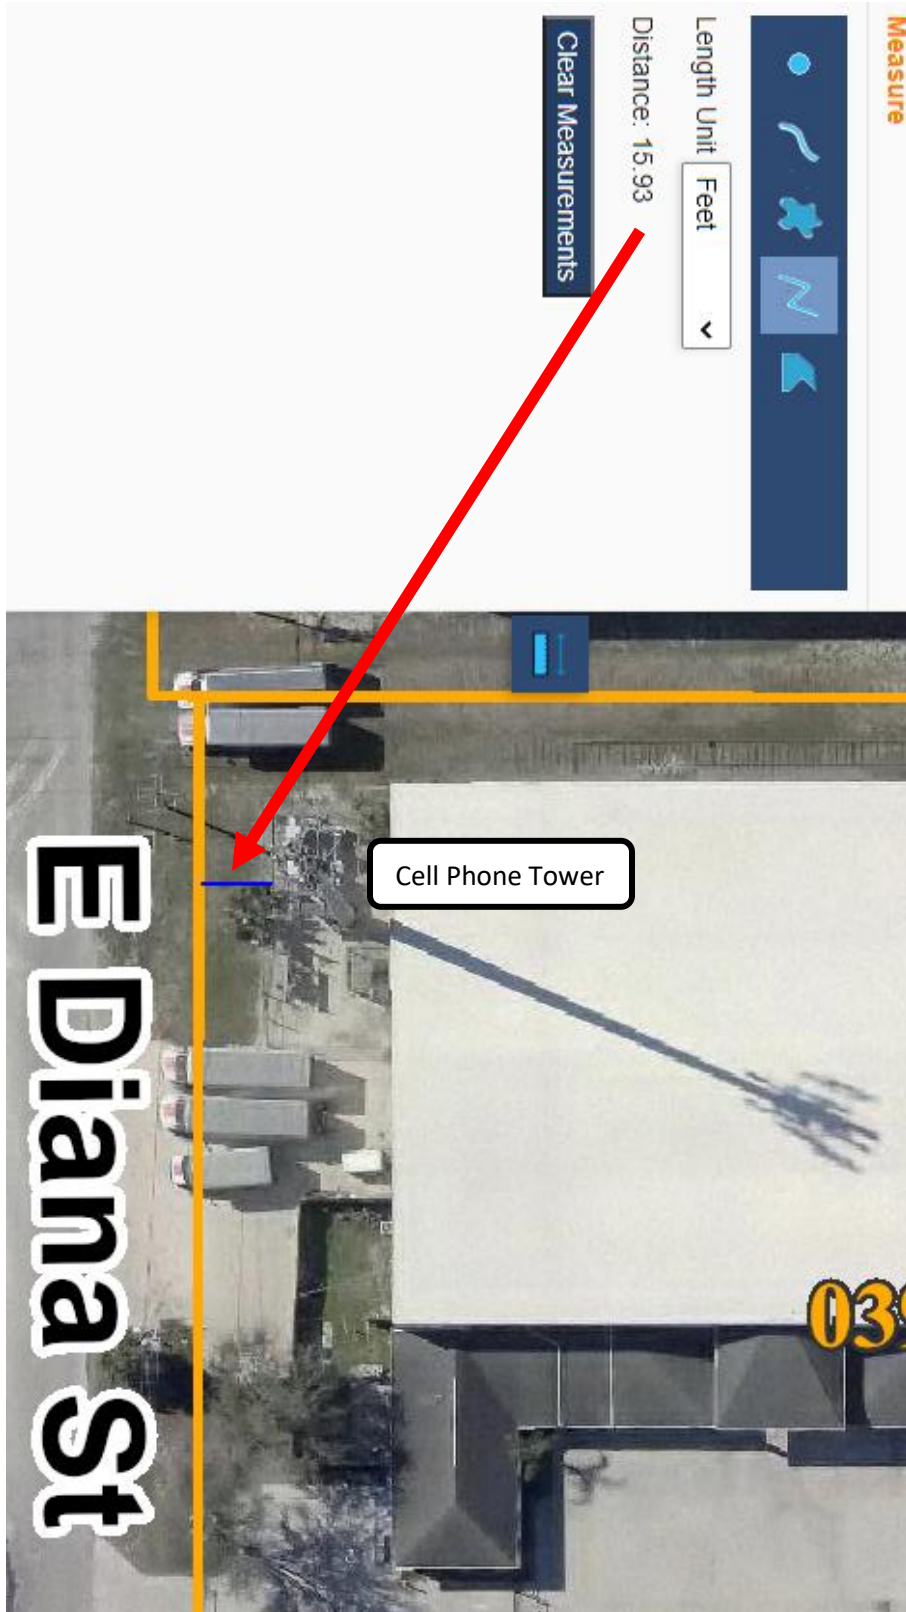 Measure
Length Unit Feet
Distance: 15.93
Clear Measurements
Cell Phone Tower
E Diana St